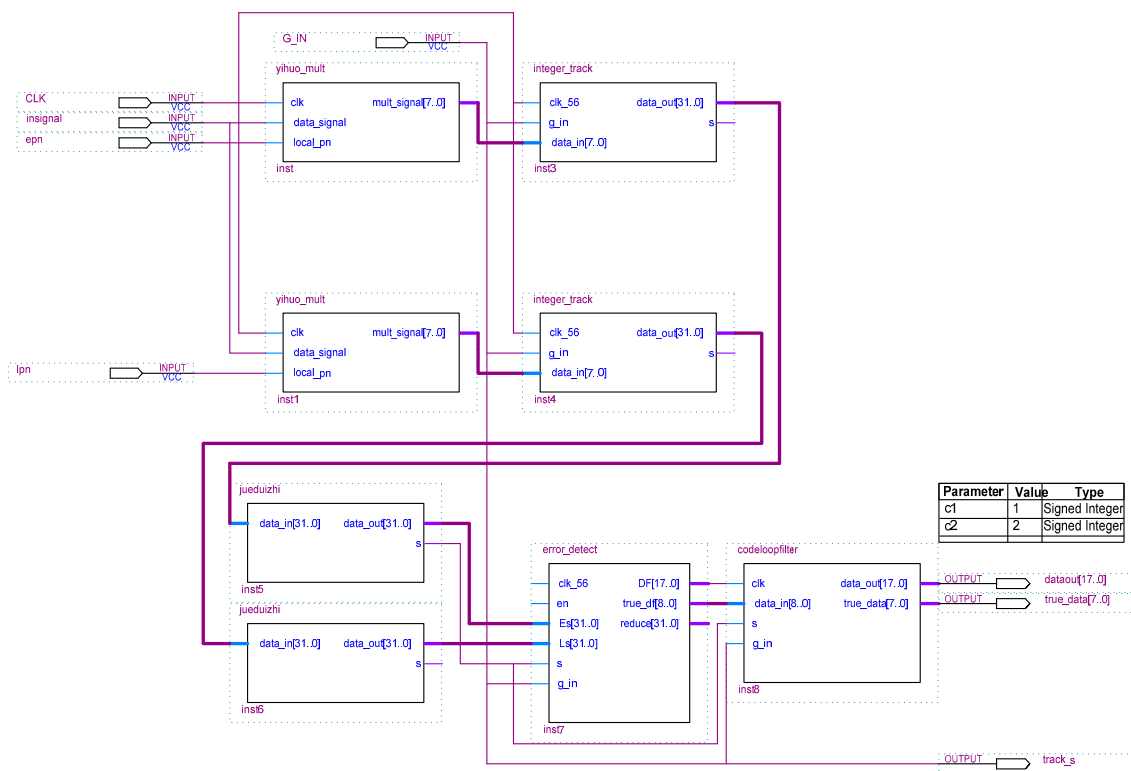 G_IN INPUT VCC
yihuo_mult
clk mult_signal[7..0]
data_signal
local_pn
inst
integer_track
clk_56 data_out[31..0]
g_in s
data_in[7..0]
inst3
CLK INPUT VCC
insignal INPUT VCC
epn INPUT VCC
yihuo_mult
clk mult_signal[7..0]
data_signal
local_pn
inst1
integer_track
clk_56 data_out[31..0]
g_in s
data_in[7..0]
inst4
lpn INPUT VCC
jueduizhi
data_in[31..0] data_out[31..0]
s
inst5
jueduizhi
data_in[31..0] data_out[31..0]
s
inst6
error_detect
clk_56 DF[17..0]
en true_df[8..0]
Es[31..0] reduce[31..0]
Ls[31..0]
s
g_in
inst7
codeloopfilter
clk data_out[17..0]
data_in[8..0] true_data[7..0]
s
g_in
inst8
Parameter Value Type
c1 1 Signed Integer
c2 2 Signed Integer
OUTPUT dataout[17..0]
OUTPUT true_data[7..0]
OUTPUT track_s